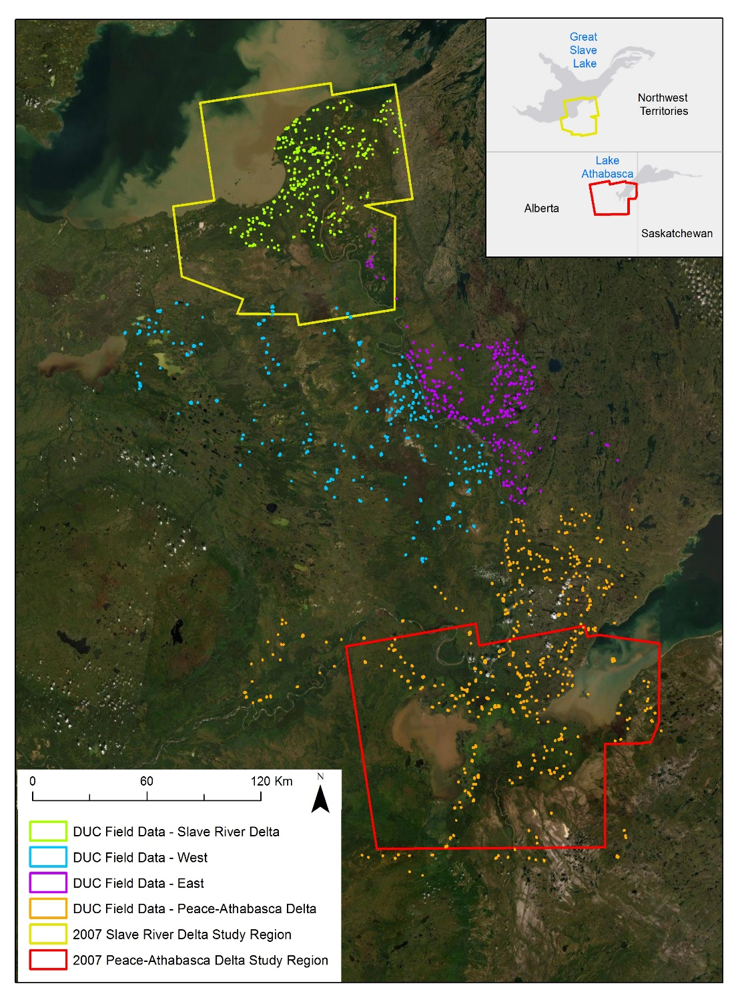 Great
Slave
Lake
Northwest
Territories
Lake
Athabasca
Alberta
Saskatchewan
0 60 120 Km
N
DUC Field Data - Slave River Delta
DUC Field Data - West
DUC Field Data - East
DUC Field Data - Peace-Athabasca Delta
2007 Slave River Delta Study Region
2007 Peace-Athabasca Delta Study Region